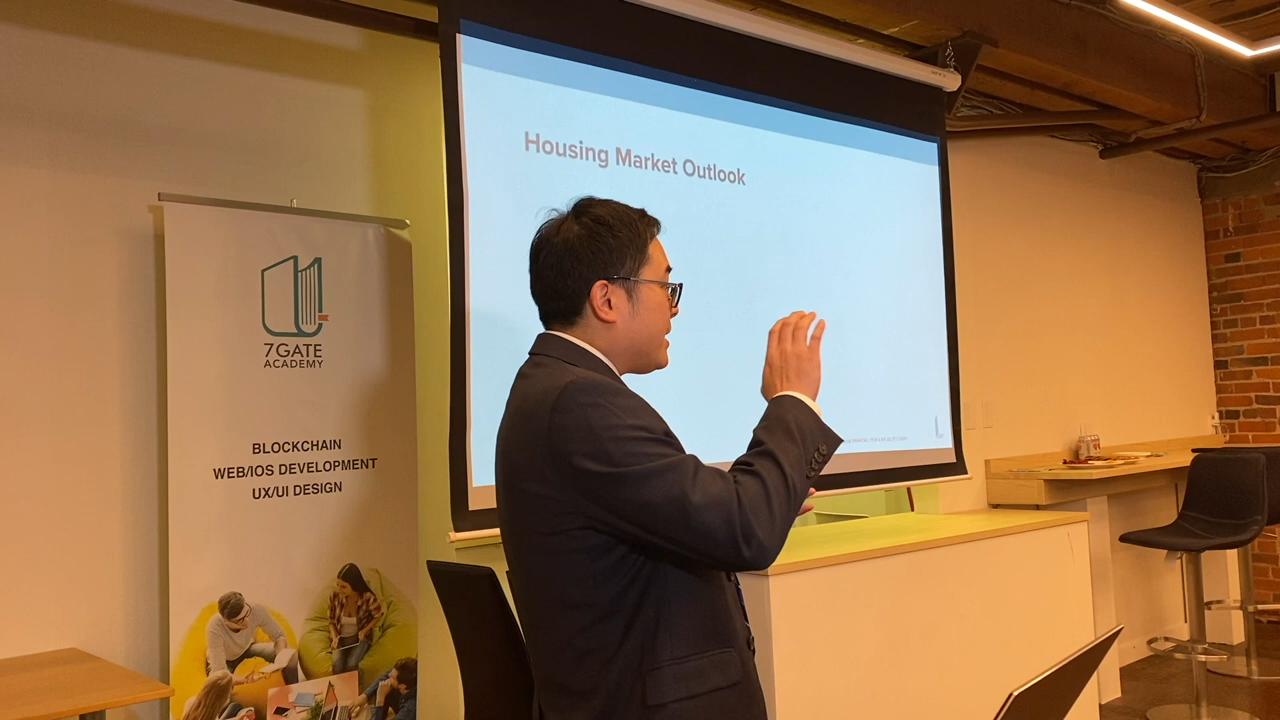 Housing Market Outlook
7GATE
ACADEMY
BLOCKCHAIN
WEB/IOS DEVELOPMENT
UX/UI DESIGN